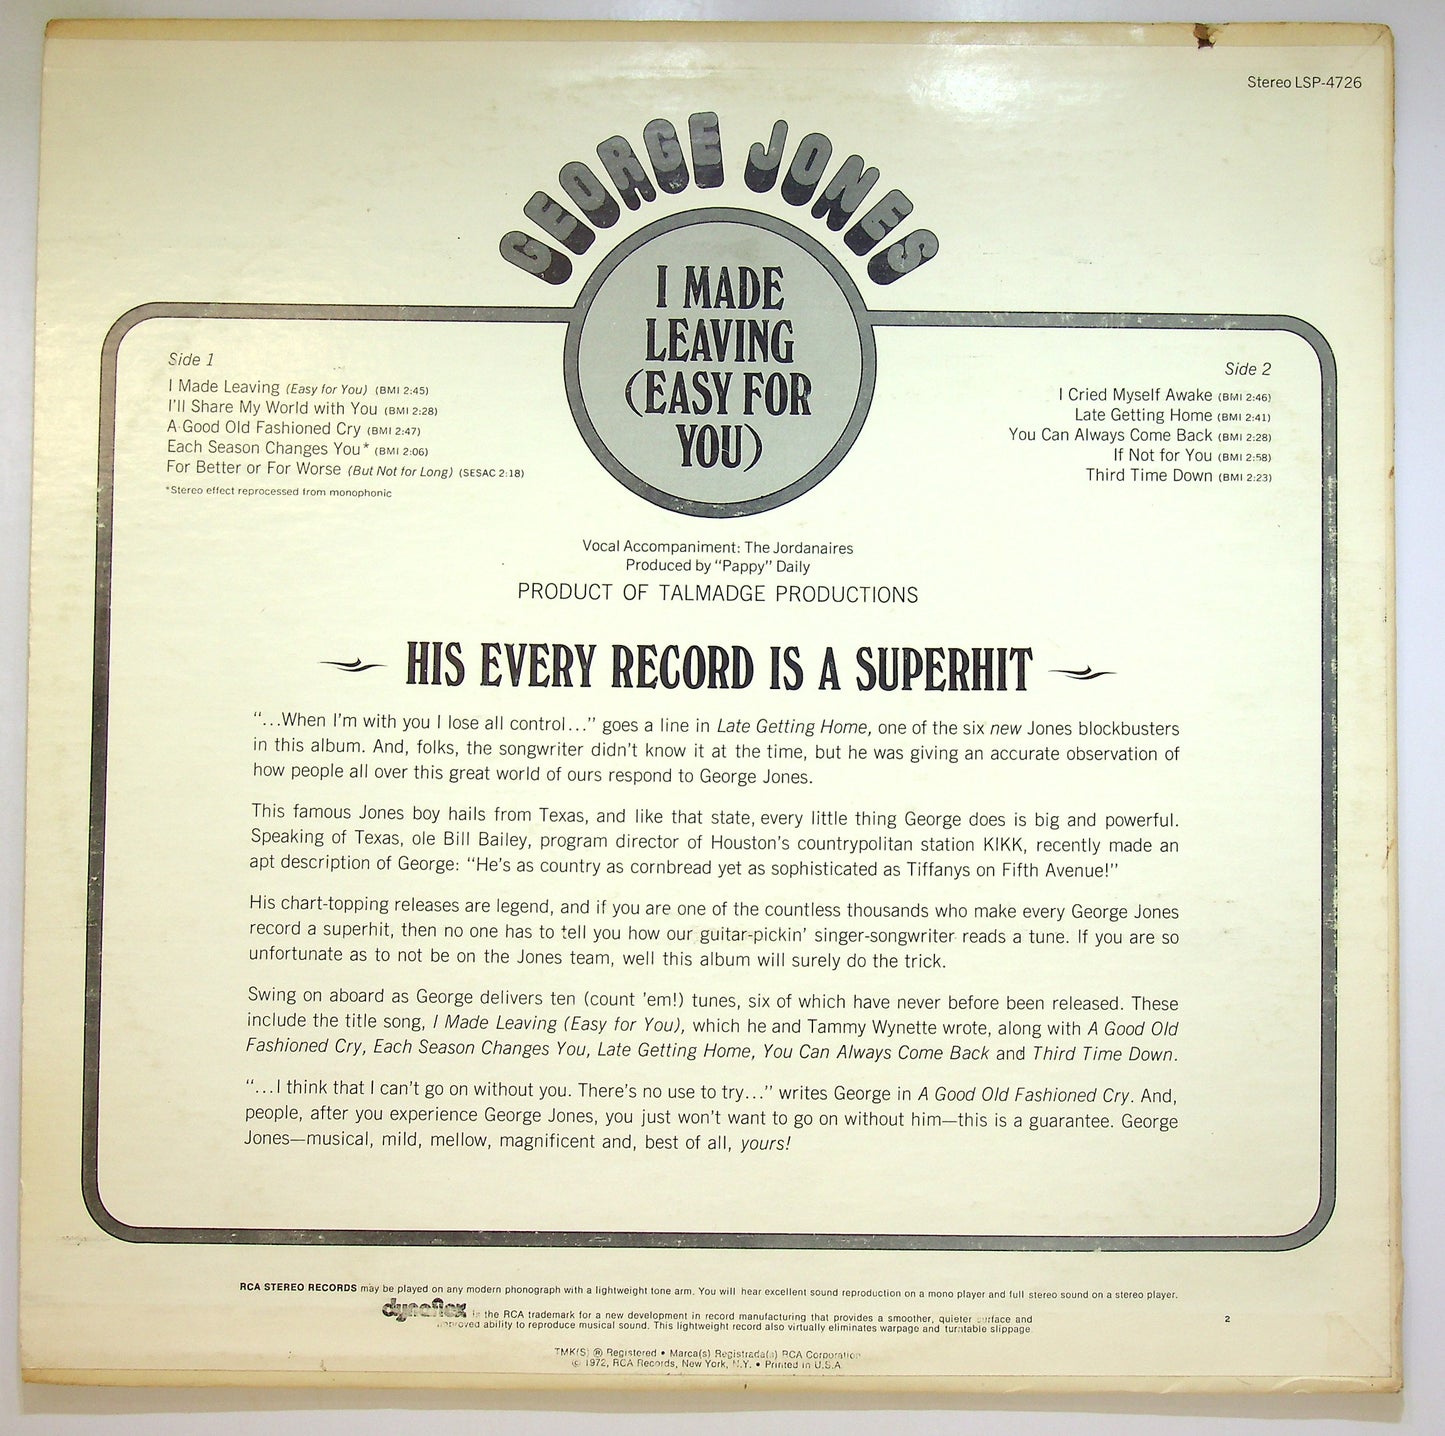 Stereo LSP-4726
GEORGE JONES
I MADE
LEAVING
(EASY FOR
YOU)
Side 1
I Made Leaving (Easy for You) (BMI 2:45)
I'll Share My World with You (BMI 2:28)
A Good Old Fashioned Cry (BMI 2:47)
Each Season Changes You* (BMI 2:06)
For Better or For Worse (But Not for Long) (SESAC 2:18)
*Stereo effect reprocessed from monophonic
Side 2
I Cried Myself Awake (BMI 2:46)
Late Getting Home (BMI 2:41)
You Can Always Come Back (BMI 2:28)
If Not for You (BMI 2:58)
Third Time Down (BMI 2:23)
Vocal Accompaniment: The Jordanaires
Produced by "Pappy" Daily
PRODUCT OF TALMADGE PRODUCTIONS
HIS EVERY RECORD IS A SUPERHIT
"...When I'm with you I lose all control..." goes a line in Late Getting Home, one of the six new Jones blockbusters
in this album. And, folks, the songwriter didn't know it at the time, but he was giving an accurate observation of
how people all over this great world of ours respond to George Jones.
This famous Jones boy hails from Texas, and like that state, every little thing George does is big and powerful.
Speaking of Texas, ole Bill Bailey, program director of Houston's countrypolitan station KIKK, recently made an
apt description of George: "He's as country as cornbread yet as sophisticated as Tiffanys on Fifth Avenue!"
His chart-topping releases are legend, and if you are one of the countless thousands who make every George Jones
record a superhit, then no one has to tell you how our guitar-pickin' singer-songwriter reads a tune. If you are so
unfortunate as to not be on the Jones team, well this album will surely do the trick.
Swing on aboard as George delivers ten (count 'em!) tunes, six of which have never before been released. These
include the title song, I Made Leaving (Easy for You), which he and Tammy Wynette wrote, along with A Good Old
Fashioned Cry, Each Season Changes You, Late Getting Home, You Can Always Come Back and Third Time Down.
"...I think that I can't go on without you. There's no use to try..." writes George in A Good Old Fashioned Cry. And,
people, after you experience George Jones, you just won't want to go on without him—this is a guarantee. George
Jones—musical, mild, mellow, magnificent and, best of all, yours!
RCA STEREO RECORDS may be played on any modern phonograph with a lightweight tone arm. You will hear excellent sound reproduction on a mono player and full stereo sound on a stereo player.
dynaflex is the RCA trademark for a new development in record manufacturing that provides a smoother, quieter surface and
improved ability to reproduce musical sound. This lightweight record also virtually eliminates warpage and turntable slippage.
2
TMK(S) ® Registered • Marca(s) Registrada(s) RCA Corporation
© 1972, RCA Records, New York, N.Y. • Printed in U.S.A.